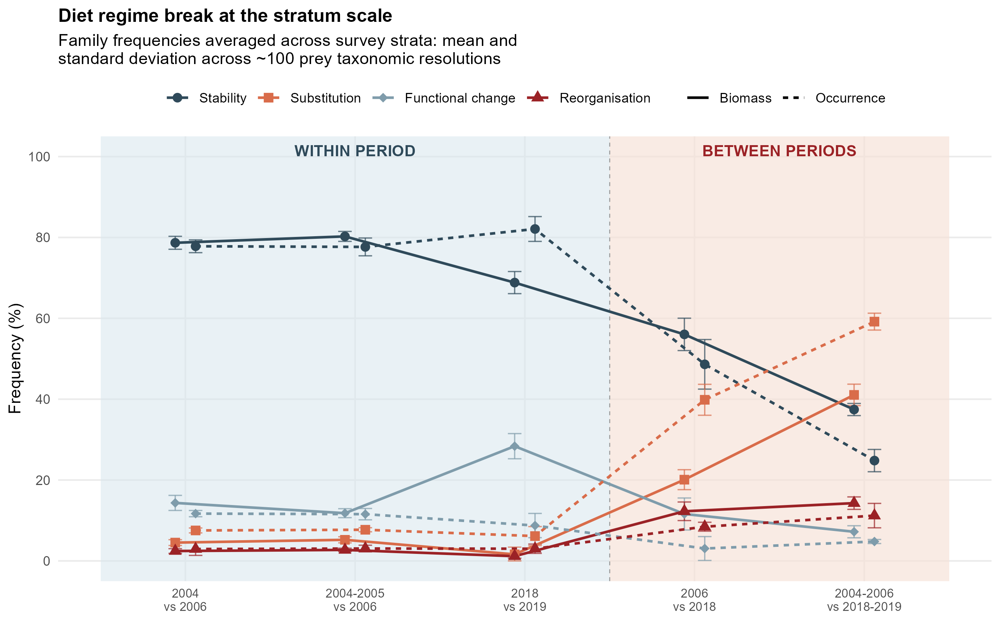 Diet regime break at the stratum scale
Family frequencies averaged across survey strata: mean and
standard deviation across ~100 prey taxonomic resolutions
Stability Substitution Functional change Reorganisation Biomass Occurrence
WITHIN PERIOD BETWEEN PERIODS
100
80
60
40
20
0
Frequency (%)
2004 2004-2005 2018 2006 2004-2006
vs 2006 vs 2006 vs 2019 vs 2018 vs 2018-2019